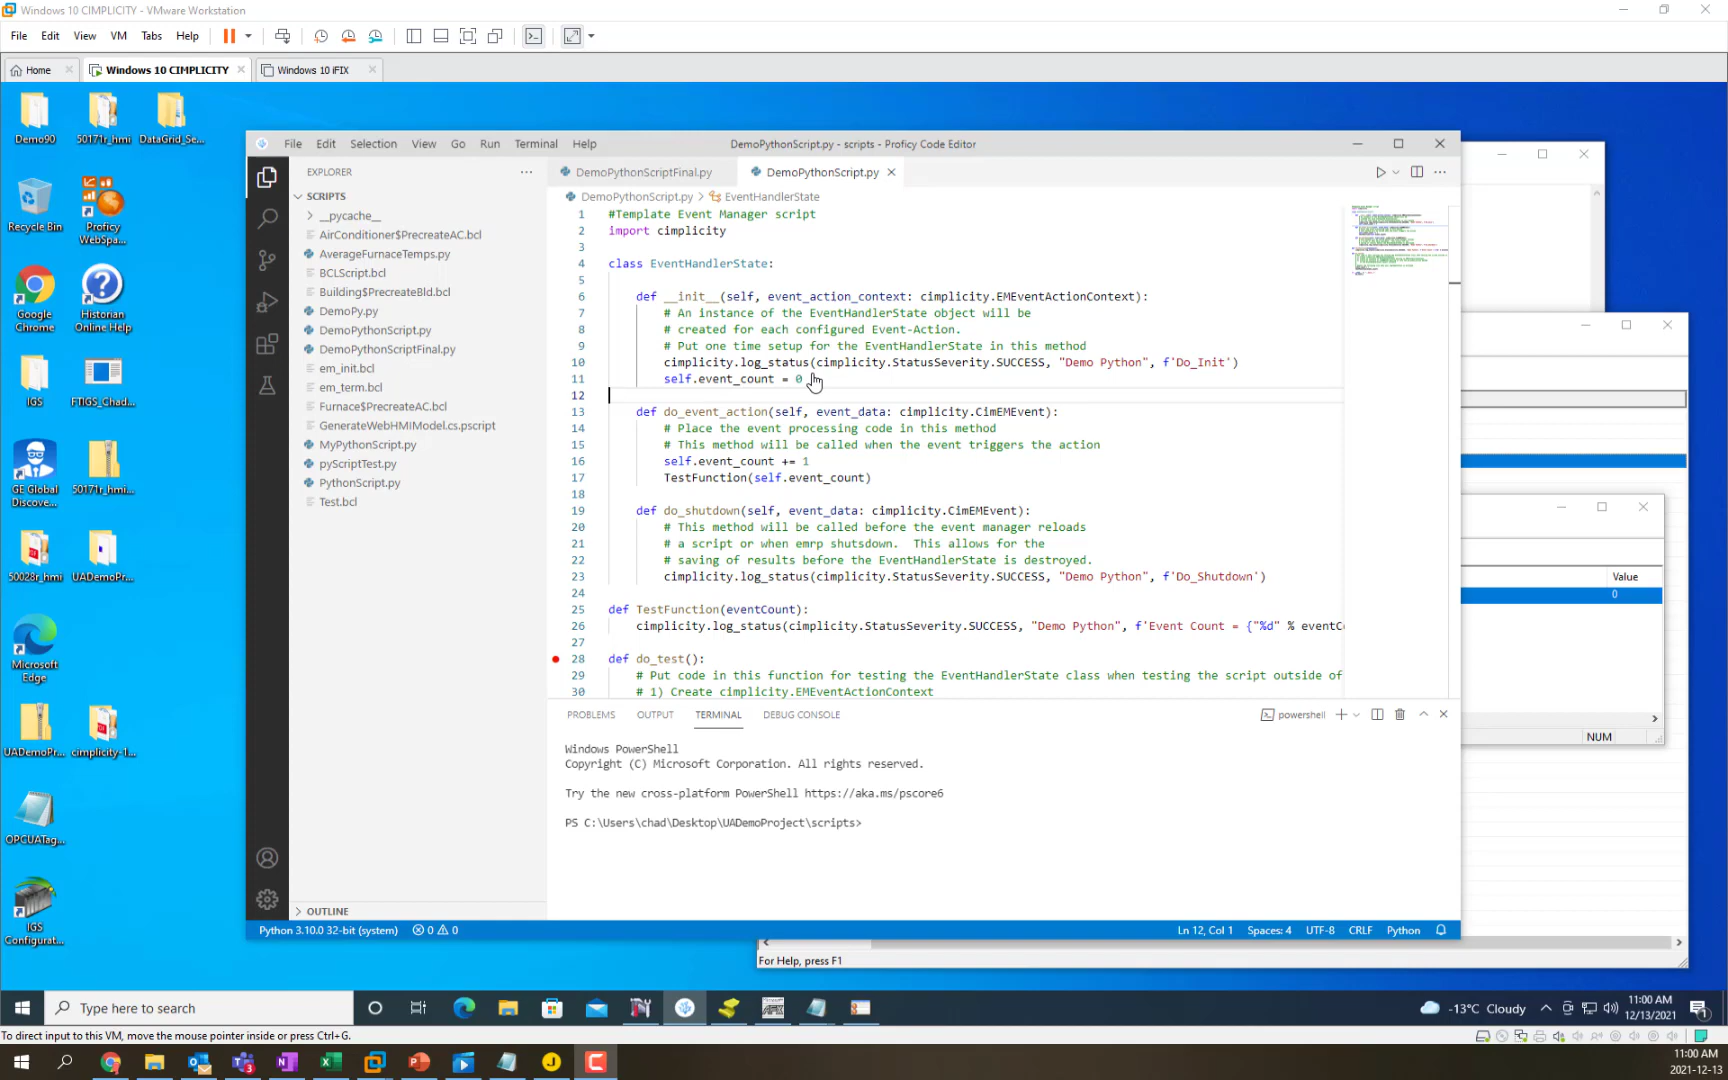 Windows 10 CIMPLICITY - VMware Workstation
File Edit View VM Tabs Help
Home Windows 10 CIMPLICITY Windows 10 iFIX
Demo90 50171r_hmi DataGrid_Se...
Recycle Bin Proficy WebSpa...
Google Chrome Historian Online Help
IGS FTIGS_Chad...
GE Global Discove... 50171r_hmi...
50028r_hmi UADemoPr...
Microsoft Edge
UADemoPr... cimplicity-1...
OPCUATag...
IGS Configurat...
File Edit Selection View Go Run Terminal Help DemoPythonScript.py - scripts - Proficy Code Editor
EXPLORER
SCRIPTS
__pycache__
AirConditioner$PrecreateAC.bcl
AverageFurnaceTemps.py
BCLScript.bcl
Building$PrecreateBld.bcl
DemoPy.py
DemoPythonScript.py
DemoPythonScriptFinal.py
em_init.bcl
em_term.bcl
Furnace$PrecreateAC.bcl
GenerateWebHMIModel.cs.pscript
MyPythonScript.py
pyScriptTest.py
PythonScript.py
Test.bcl
OUTLINE
DemoPythonScriptFinal.py DemoPythonScript.py
DemoPythonScript.py > EventHandlerState
1 #Template Event Manager script
2 import cimplicity
3
4 class EventHandlerState:
5
6 def __init__(self, event_action_context: cimplicity.EMEventActionContext):
7 # An instance of the EventHandlerState object will be
8 # created for each configured Event-Action.
9 # Put one time setup for the EventHandlerState in this method
10 cimplicity.log_status(cimplicity.StatusSeverity.SUCCESS, "Demo Python", f'Do_Init')
11 self.event_count = 0
12
13 def do_event_action(self, event_data: cimplicity.CimEMEvent):
14 # Place the event processing code in this method
15 # This method will be called when the event triggers the action
16 self.event_count += 1
17 TestFunction(self.event_count)
18
19 def do_shutdown(self, event_data: cimplicity.CimEMEvent):
20 # This method will be called before the event manager reloads
21 # a script or when emrp shutsdown. This allows for the
22 # saving of results before the EventHandlerState is destroyed.
23 cimplicity.log_status(cimplicity.StatusSeverity.SUCCESS, "Demo Python", f'Do_Shutdown')
24
25 def TestFunction(eventCount):
26 cimplicity.log_status(cimplicity.StatusSeverity.SUCCESS, "Demo Python", f'Event Count = {"%d" % eventC
27
28 def do_test():
29 # Put code in this function for testing the EventHandlerState class when testing the script outside of
30 # 1) Create cimplicity.EMEventActionContext
PROBLEMS OUTPUT TERMINAL DEBUG CONSOLE powershell
Windows PowerShell
Copyright (C) Microsoft Corporation. All rights reserved.
Try the new cross-platform PowerShell https://aka.ms/pscore6
PS C:\Users\chad\Desktop\UADemoProject\scripts>
Python 3.10.0 32-bit (system) 0 0 Ln 12, Col 1 Spaces: 4 UTF-8 CRLF Python
Value
0
NUM
For Help, press F1
Type here to search
-13°C Cloudy 11:00 AM
12/13/2021
To direct input to this VM, move the mouse pointer inside or press Ctrl+G.
11:00 AM
2021-12-13